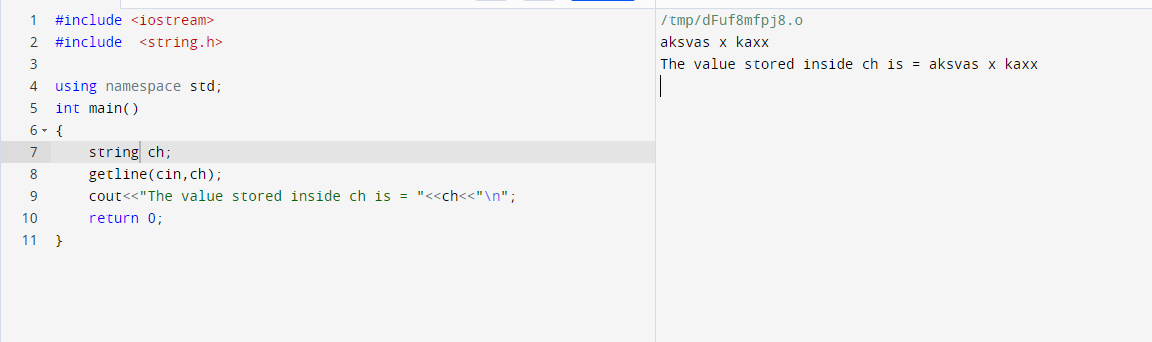 1 #include <iostream>
2 #include  <string.h>
3
4 using namespace std;
5 int main()
6 {
7     string ch;
8     getline(cin,ch);
9     cout<<"The value stored inside ch is = "<<ch<<"\n";
10     return 0;
11 }
/tmp/dFuf8mfpj8.o
aksvas x kaxx
The value stored inside ch is = aksvas x kaxx